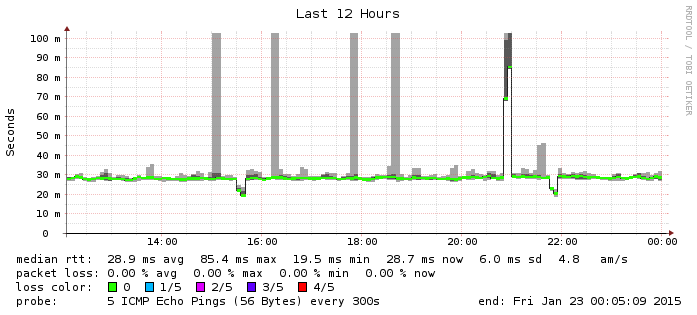 Last 12 Hours
RRDTOOL / TOBI OETIKER
Seconds
100 m
90 m
80 m
70 m
60 m
50 m
40 m
30 m
20 m
10 m
0
14:00 16:00 18:00 20:00 22:00 00:00
median rtt: 28.9 ms avg 85.4 ms max 19.5 ms min 28.7 ms now 6.0 ms sd 4.8 am/s
packet loss: 0.00 % avg 0.00 % max 0.00 % min 0.00 % now
loss color: 0 1/5 2/5 3/5 4/5
probe: 5 ICMP Echo Pings (56 Bytes) every 300s end: Fri Jan 23 00:05:09 2015